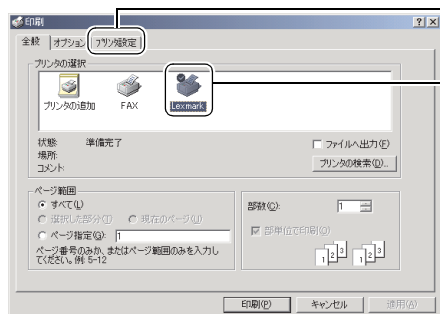 印刷
全般 オプション プリンタ設定
プリンタの選択
プリンタの追加 FAX Lexmark
状態: 準備完了
場所:
コメント:
ファイルへ出力(F)
プリンタの検索(D)...
ページ範囲
すべて(L)
選択した部分(T) 現在のページ(U)
ページ指定(G): 1
ページ番号のみか、またはページ範囲のみを入力し
てください。例: 5-12
部数(C): 1
部単位で印刷(O)
1 1 2 2 3 3
印刷(P) キャンセル 適用(A)